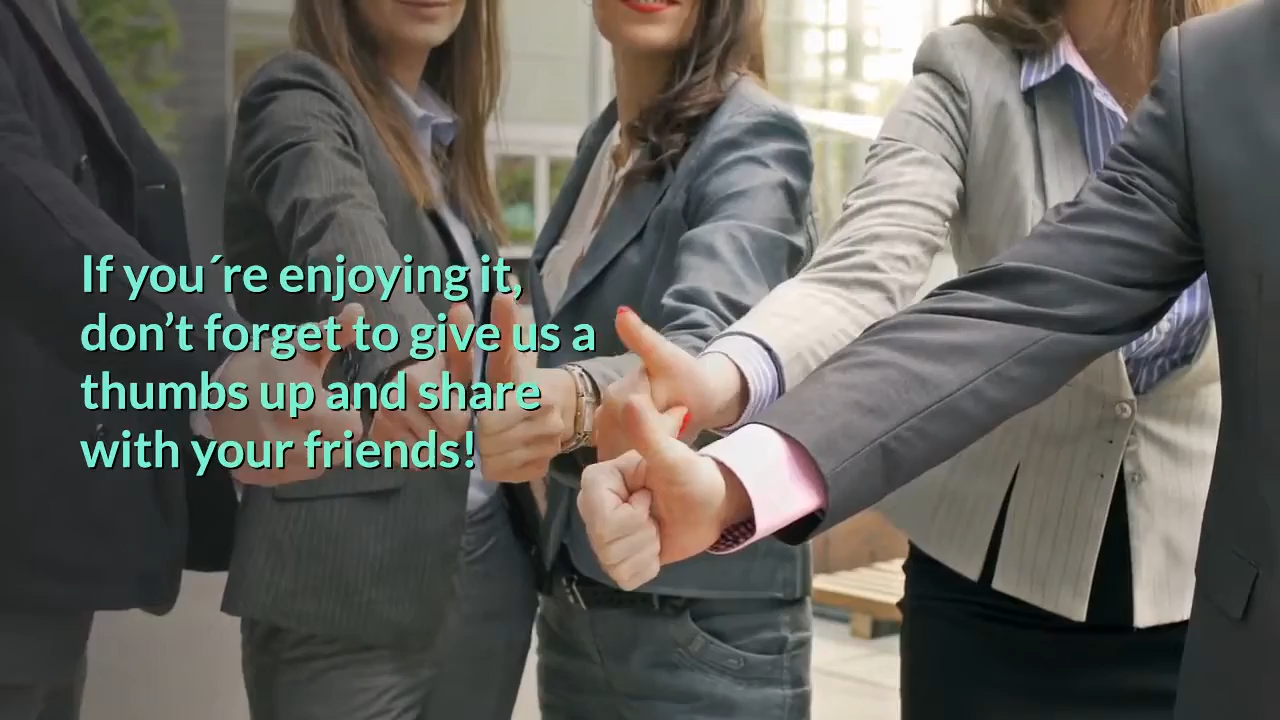 If you´re enjoying it,
don’t forget to give us a
thumbs up and share
with your friends!